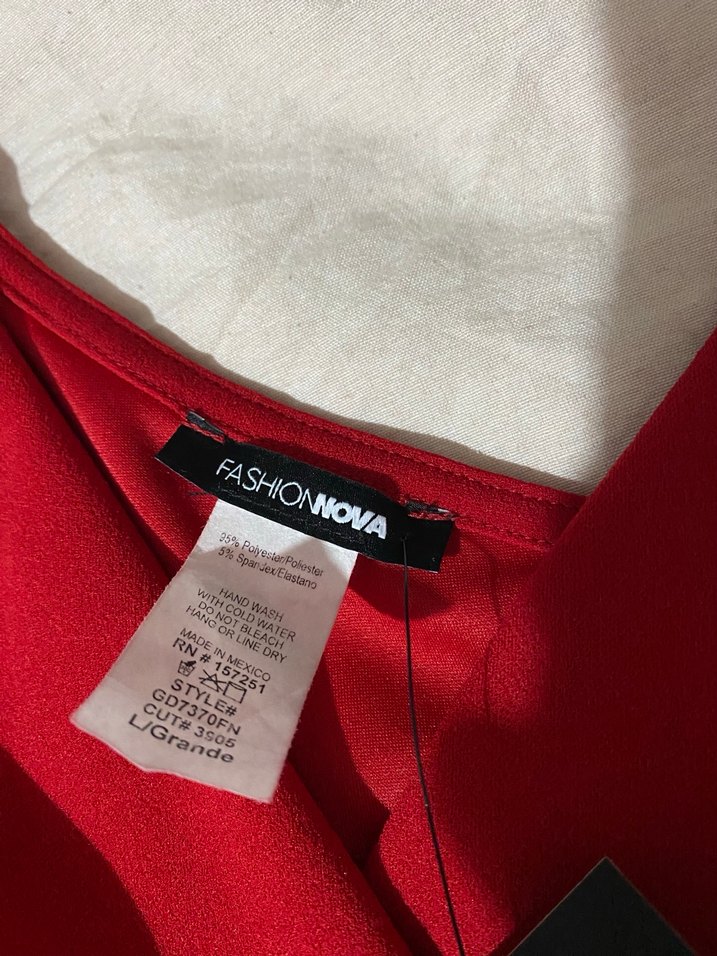 FASHIONNOVA
95% Polyester/Poliester
5% Spandex/Elastano
HAND WASH
WITH COLD WATER
DO NOT BLEACH
HANG OR LINE DRY
MADE IN MEXICO
RN # 157251
STYLE#
GD7370FN
CUT# 3905
L/Grande